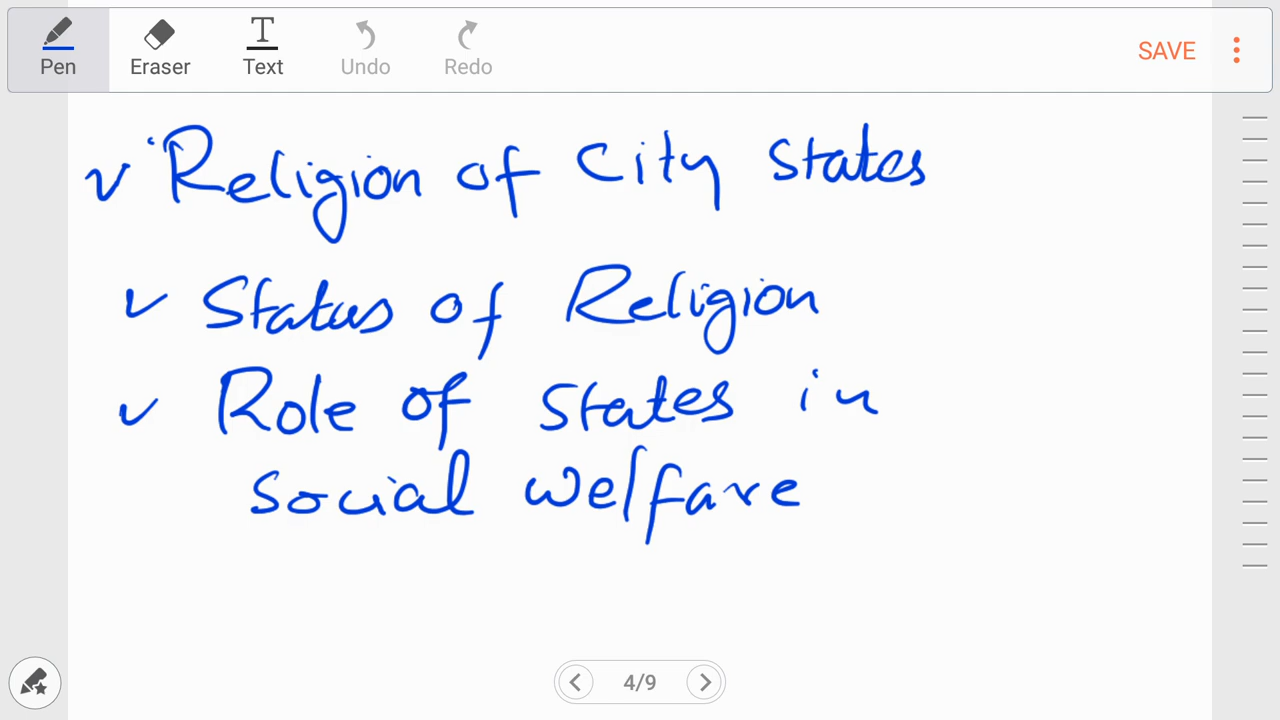 Pen Eraser Text Undo Redo SAVE
✓ Religion of City States
✓ Status of Religion
✓ Role of States in
social welfare
4/9